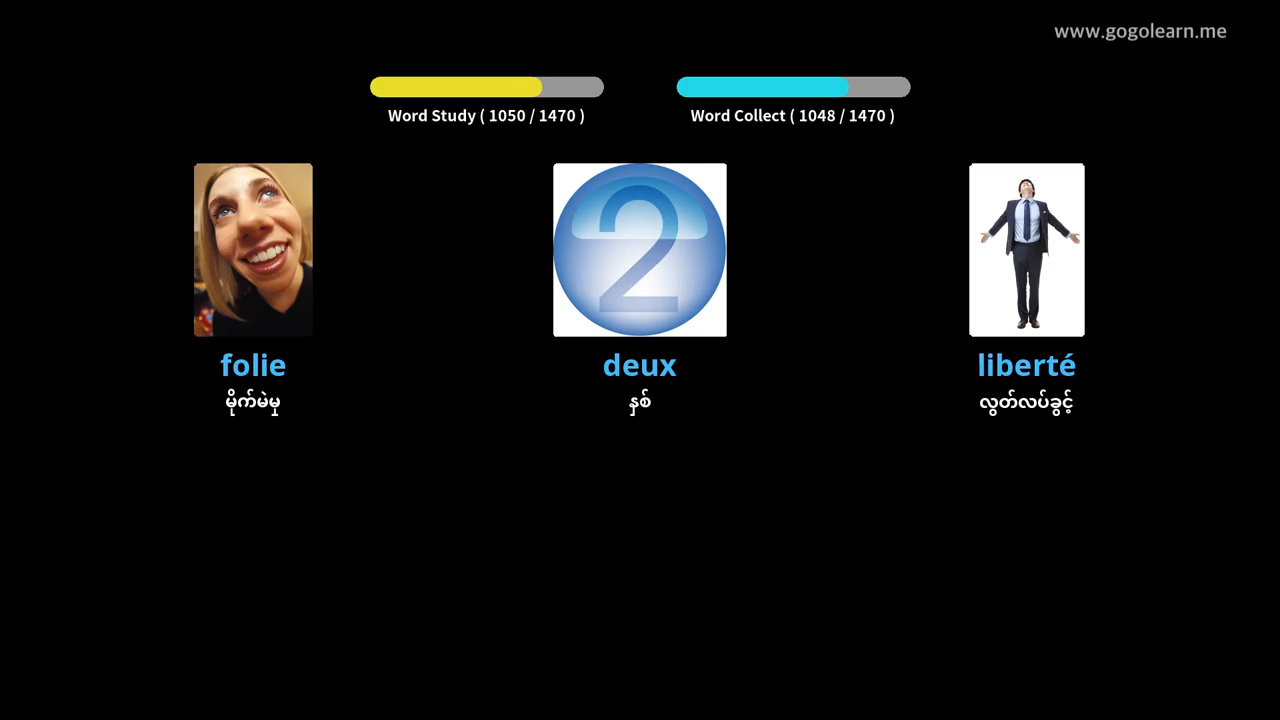 www.gogolearn.me
Word Study ( 1050 / 1470 )
Word Collect ( 1048 / 1470 )
2
folie
deux
liberté
မိုက်မဲမှု
နှစ်
လွတ်လပ်ခွင့်